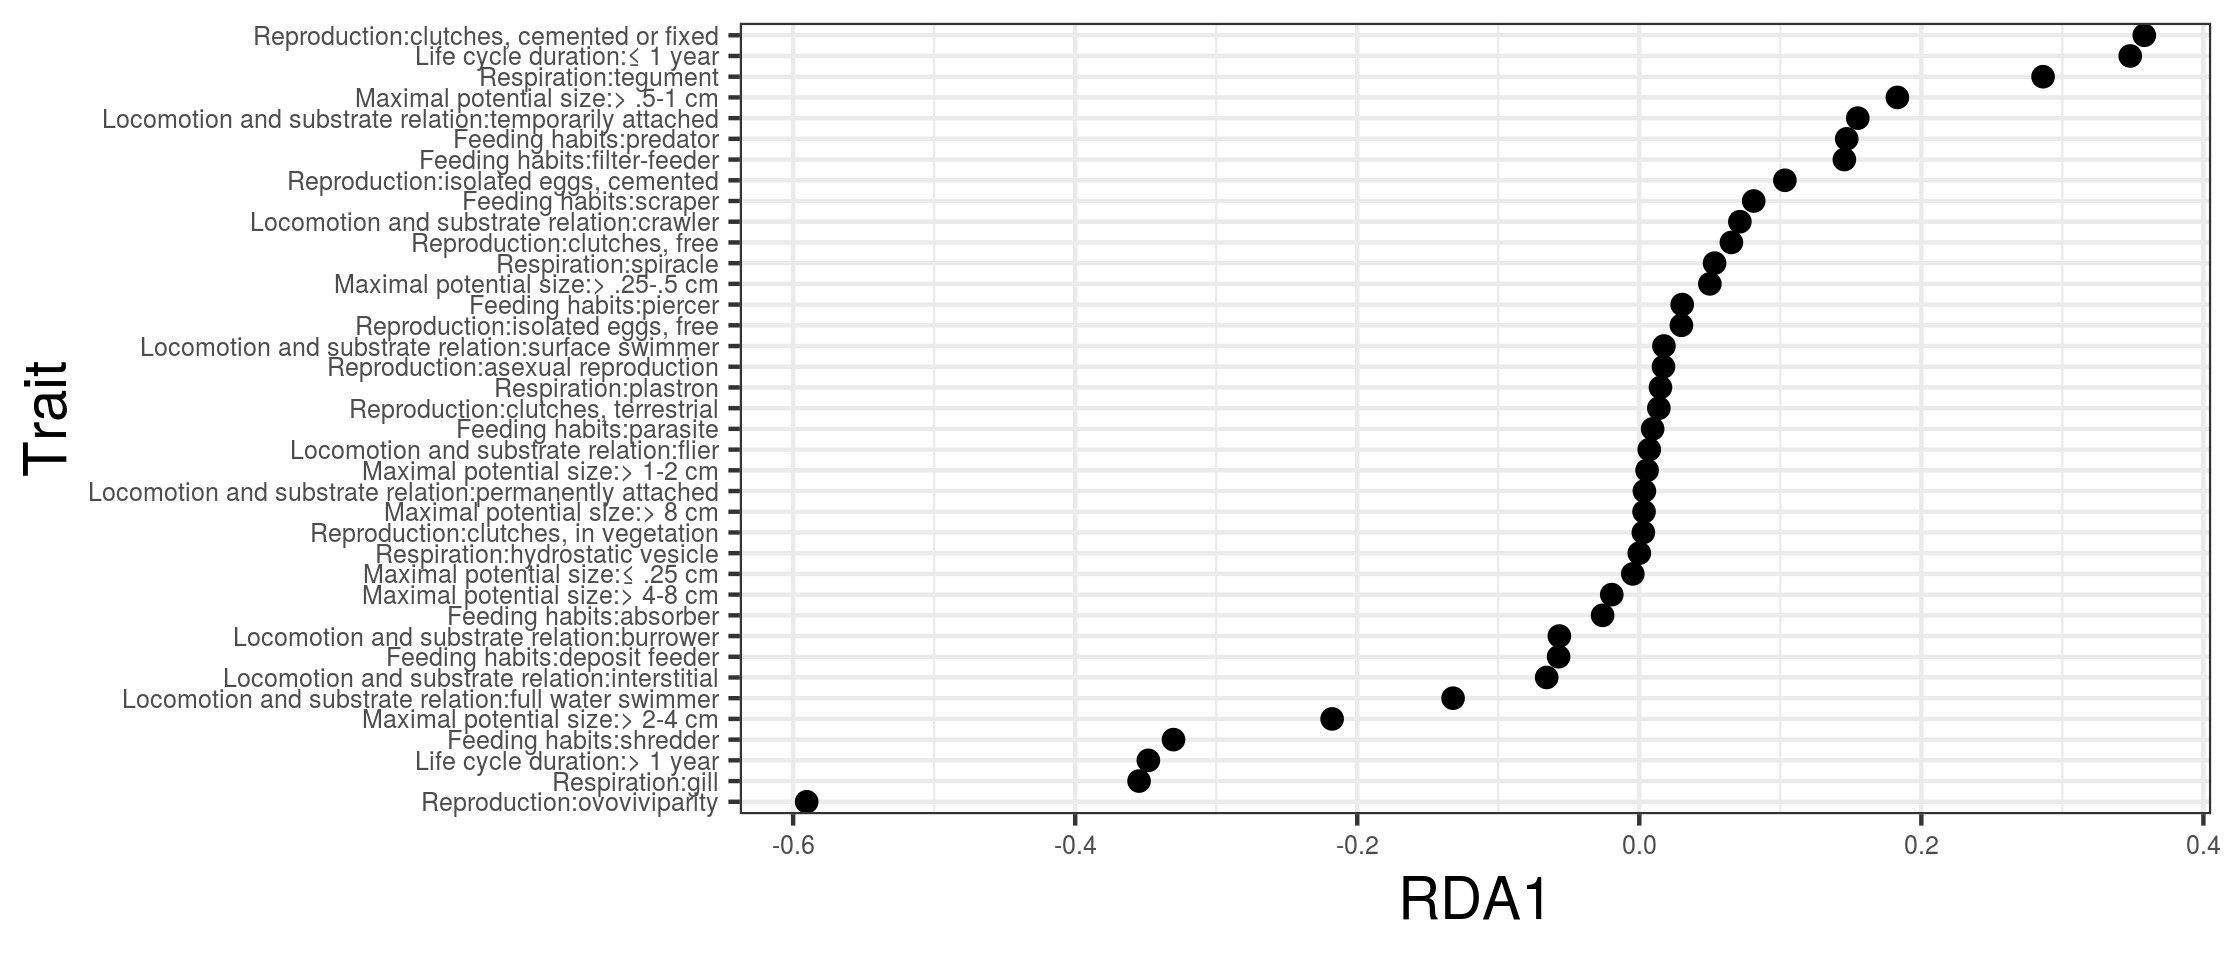 Reproduction:clutches, cemented or fixed
Life cycle duration:≤ 1 year
Respiration:tegument
Maximal potential size:> .5-1 cm
Locomotion and substrate relation:temporarily attached
Feeding habits:predator
Feeding habits:filter-feeder
Reproduction:isolated eggs, cemented
Feeding habits:scraper
Locomotion and substrate relation:crawler
Reproduction:clutches, free
Respiration:spiracle
Maximal potential size:> .25-.5 cm
Feeding habits:piercer
Reproduction:isolated eggs, free
Locomotion and substrate relation:surface swimmer
Reproduction:asexual reproduction
Respiration:plastron
Reproduction:clutches, terrestrial
Feeding habits:parasite
Locomotion and substrate relation:flier
Maximal potential size:> 1-2 cm
Locomotion and substrate relation:permanently attached
Maximal potential size:> 8 cm
Reproduction:clutches, in vegetation
Respiration:hydrostatic vesicle
Maximal potential size:≤ .25 cm
Maximal potential size:> 4-8 cm
Feeding habits:absorber
Locomotion and substrate relation:burrower
Feeding habits:deposit feeder
Locomotion and substrate relation:interstitial
Locomotion and substrate relation:full water swimmer
Maximal potential size:> 2-4 cm
Feeding habits:shredder
Life cycle duration:> 1 year
Respiration:gill
Reproduction:ovoviviparity
Trait
-0.6 -0.4 -0.2 0.0 0.2 0.4
RDA1